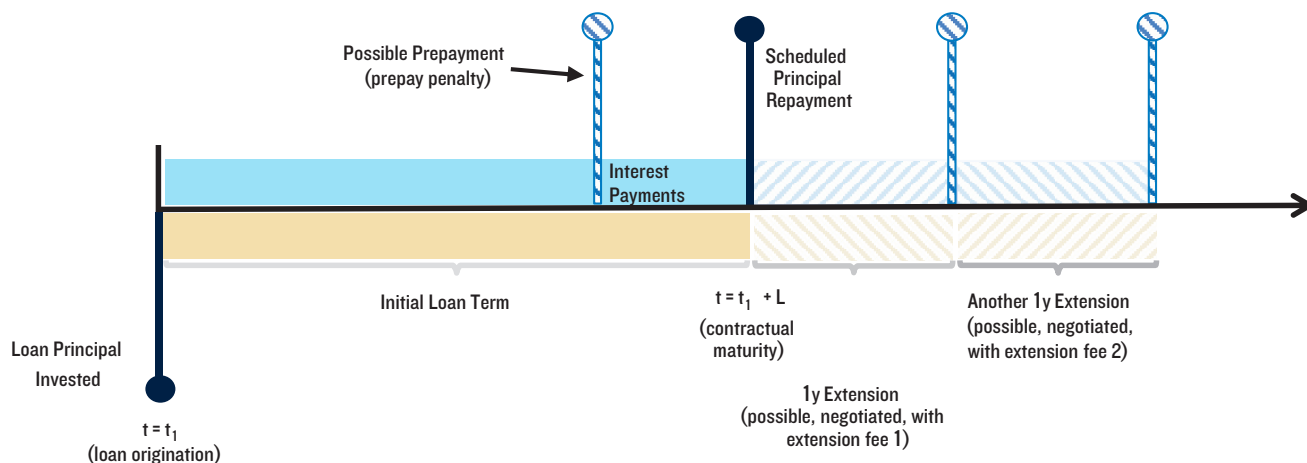 Possible Prepayment
(prepay penalty)
Scheduled
Principal
Repayment
Interest
Payments
Initial Loan Term
t = t1 + L
(contractual
maturity)
Another 1y Extension
(possible, negotiated,
with extension fee 2)
Loan Principal
Invested
1y Extension
(possible, negotiated, with
extension fee 1)
t = t1
(loan origination)